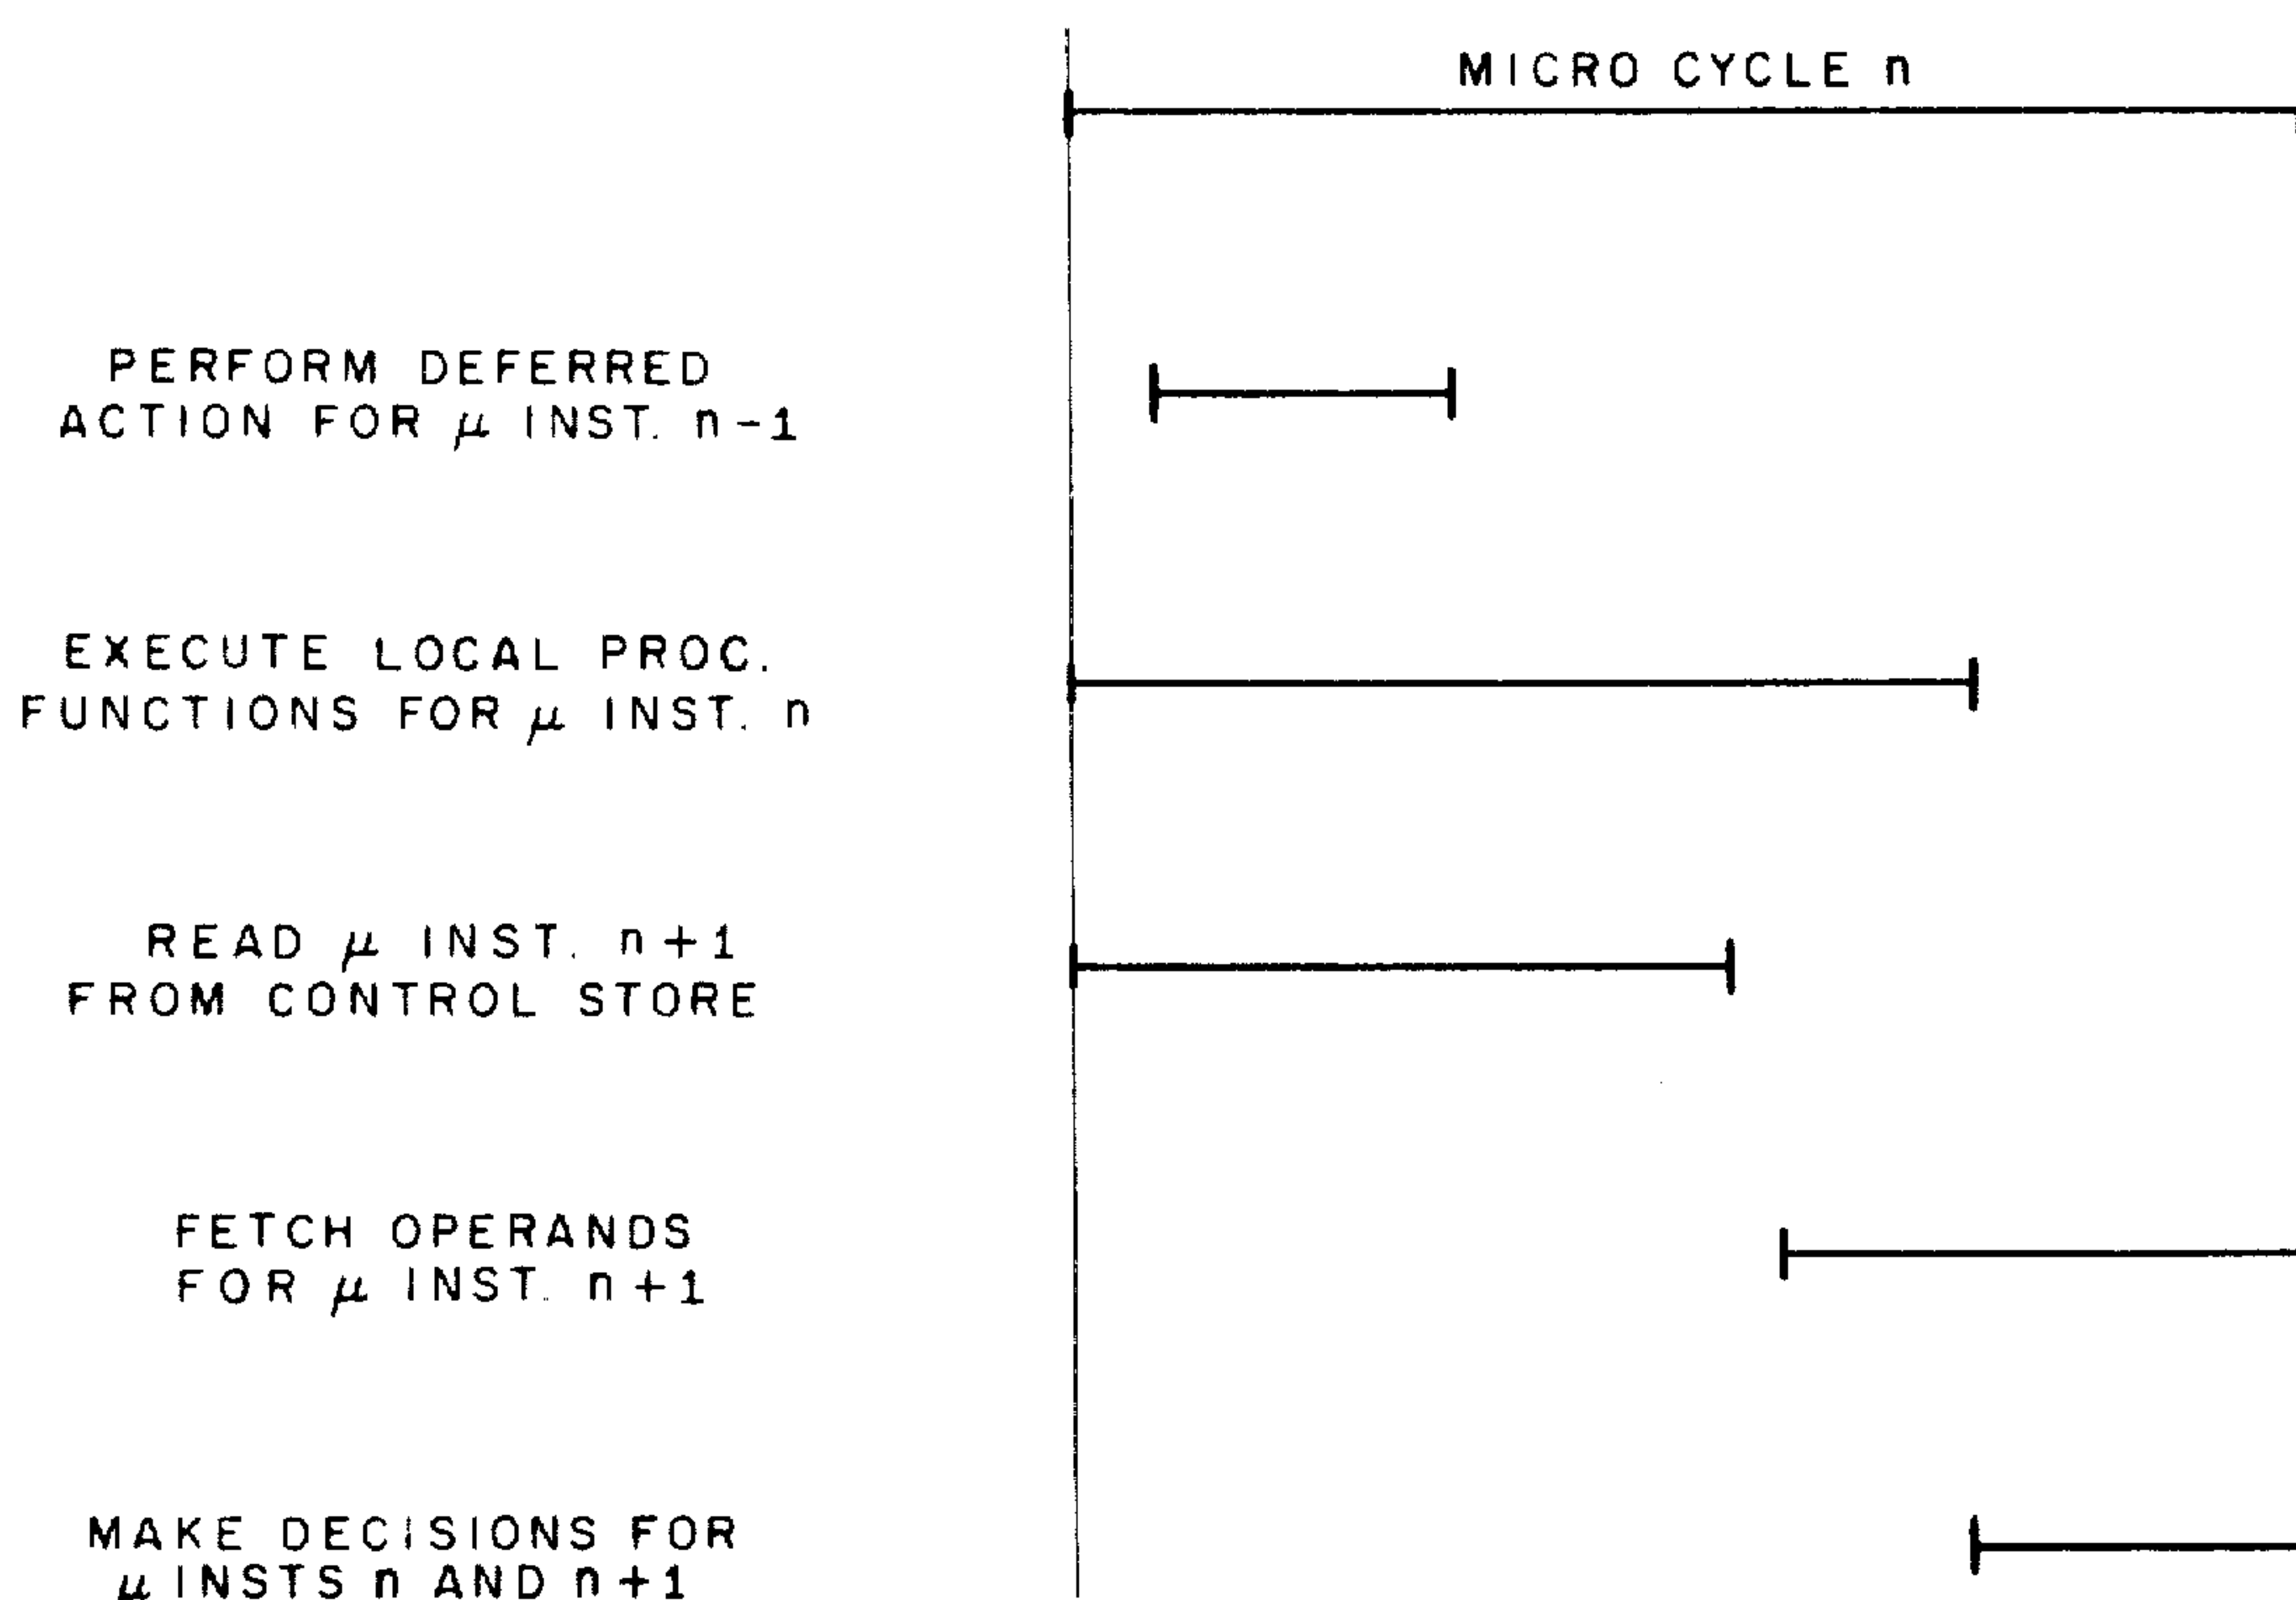 MICRO CYCLE n
PERFORM DEFERRED
ACTION FOR μ INST. n-1
EXECUTE LOCAL PROC.
FUNCTIONS FOR μ INST. n
READ μ INST. n+1
FROM CONTROL STORE
FETCH OPERANDS
FOR μ INST. n+1
MAKE DECISIONS FOR
μ INSTS n AND n+1